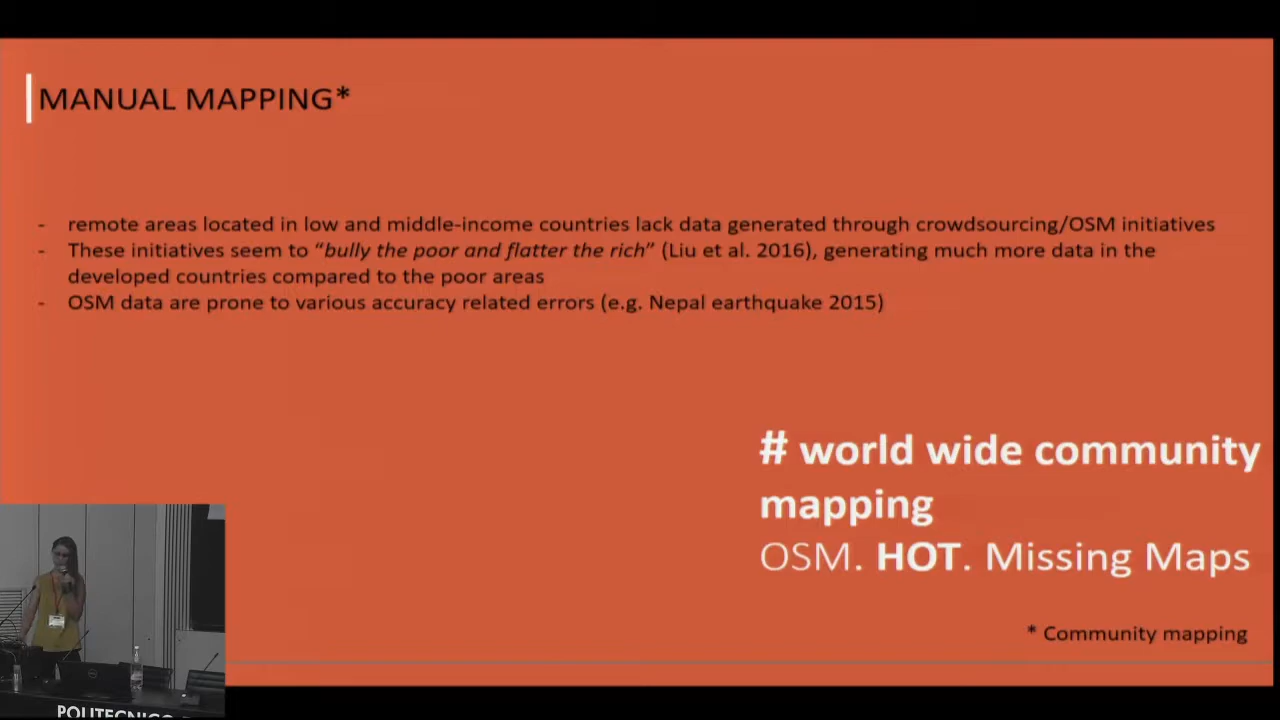 MANUAL MAPPING*
- remote areas located in low and middle-income countries lack data generated through crowdsourcing/OSM initiatives
- These initiatives seem to “bully the poor and flatter the rich” (Liu et al. 2016), generating much more data in the
developed countries compared to the poor areas
- OSM data are prone to various accuracy related errors (e.g. Nepal earthquake 2015)
# world wide community
mapping
OSM. HOT. Missing Maps
* Community mapping
POLITECNICO